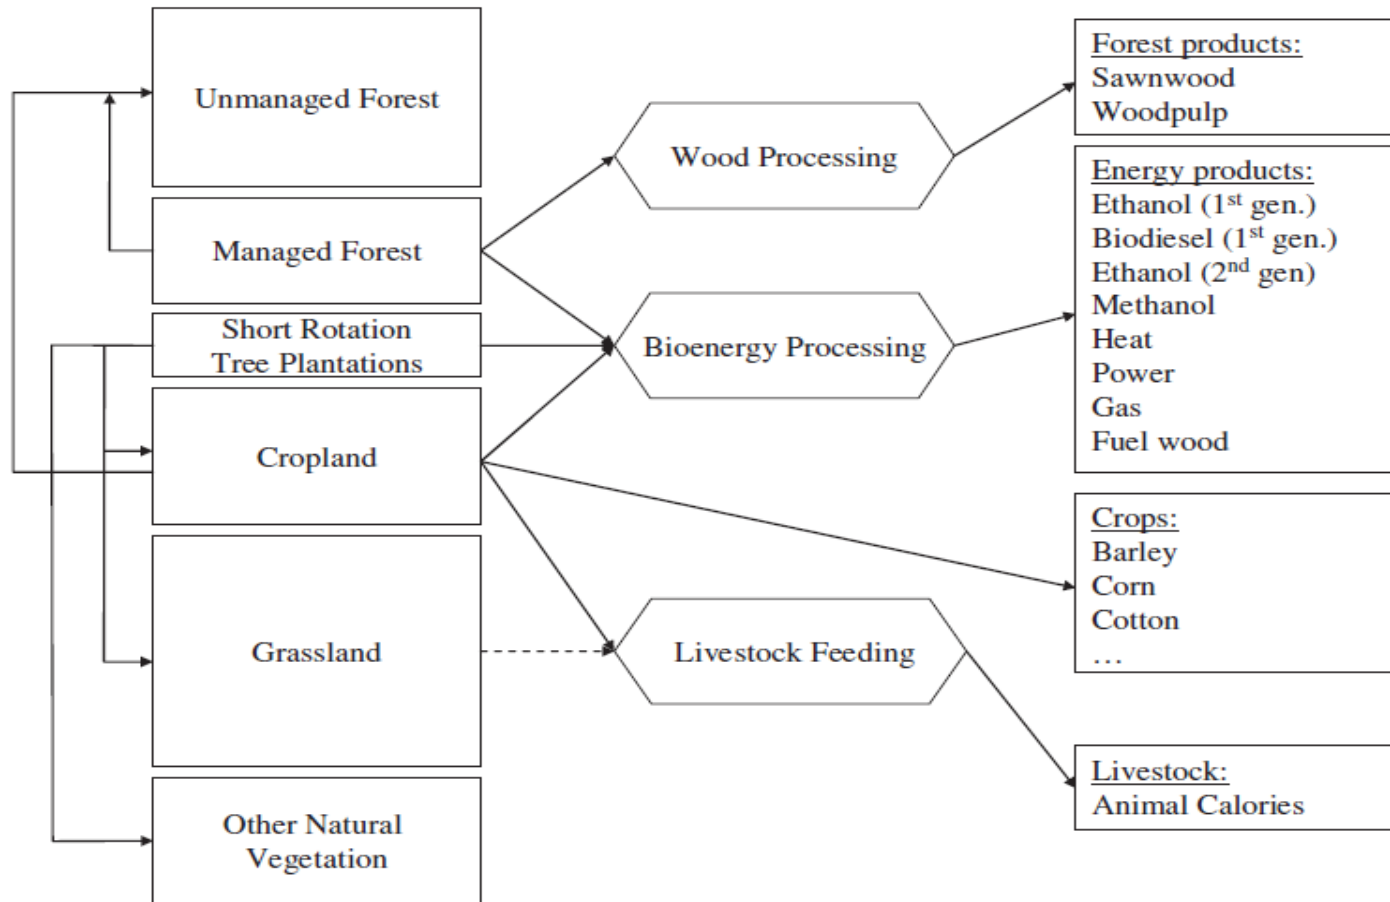 Unmanaged Forest
Managed Forest
Short Rotation
Tree Plantations
Cropland
Grassland
Other Natural
Vegetation
Wood Processing
Bioenergy Processing
Livestock Feeding
Forest products:
Sawnwood
Woodpulp
Energy products:
Ethanol (1st gen.)
Biodiesel (1st gen.)
Ethanol (2nd gen)
Methanol
Heat
Power
Gas
Fuel wood
Crops:
Barley
Corn
Cotton
…
Livestock:
Animal Calories